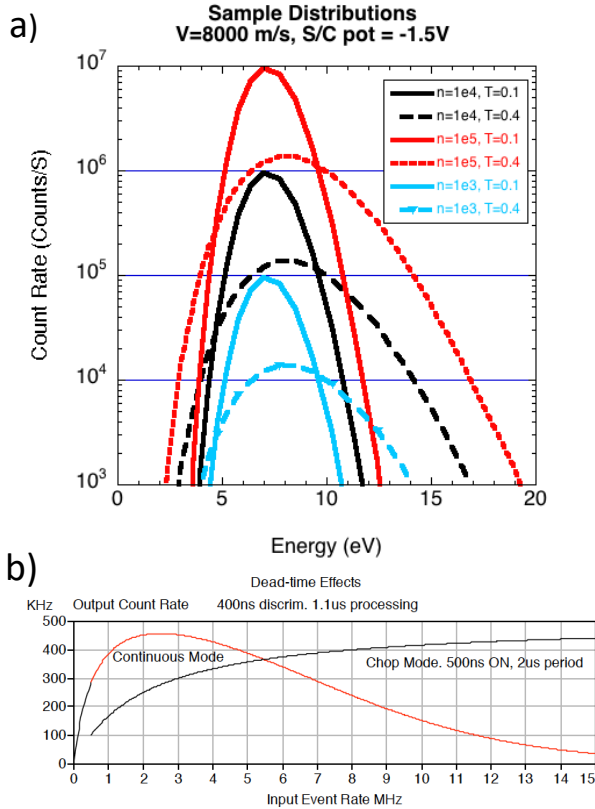 a)
Sample Distributions
V=8000 m/s, S/C pot = -1.5V
10^7
10^6
10^5
10^4
10^3
Count Rate (Counts/S)
n=1e4, T=0.1
n=1e4, T=0.4
n=1e5, T=0.1
n=1e5, T=0.4
n=1e3, T=0.1
n=1e3, T=0.4
0 5 10 15 20
Energy (eV)
b)
Dead-time Effects
KHz Output Count Rate 400ns discrim. 1.1us processing
500
400
300
200
100
0
Continuous Mode
Chop Mode. 500ns ON, 2us period
0 1 2 3 4 5 6 7 8 9 10 11 12 13 14 15
Input Event Rate MHz